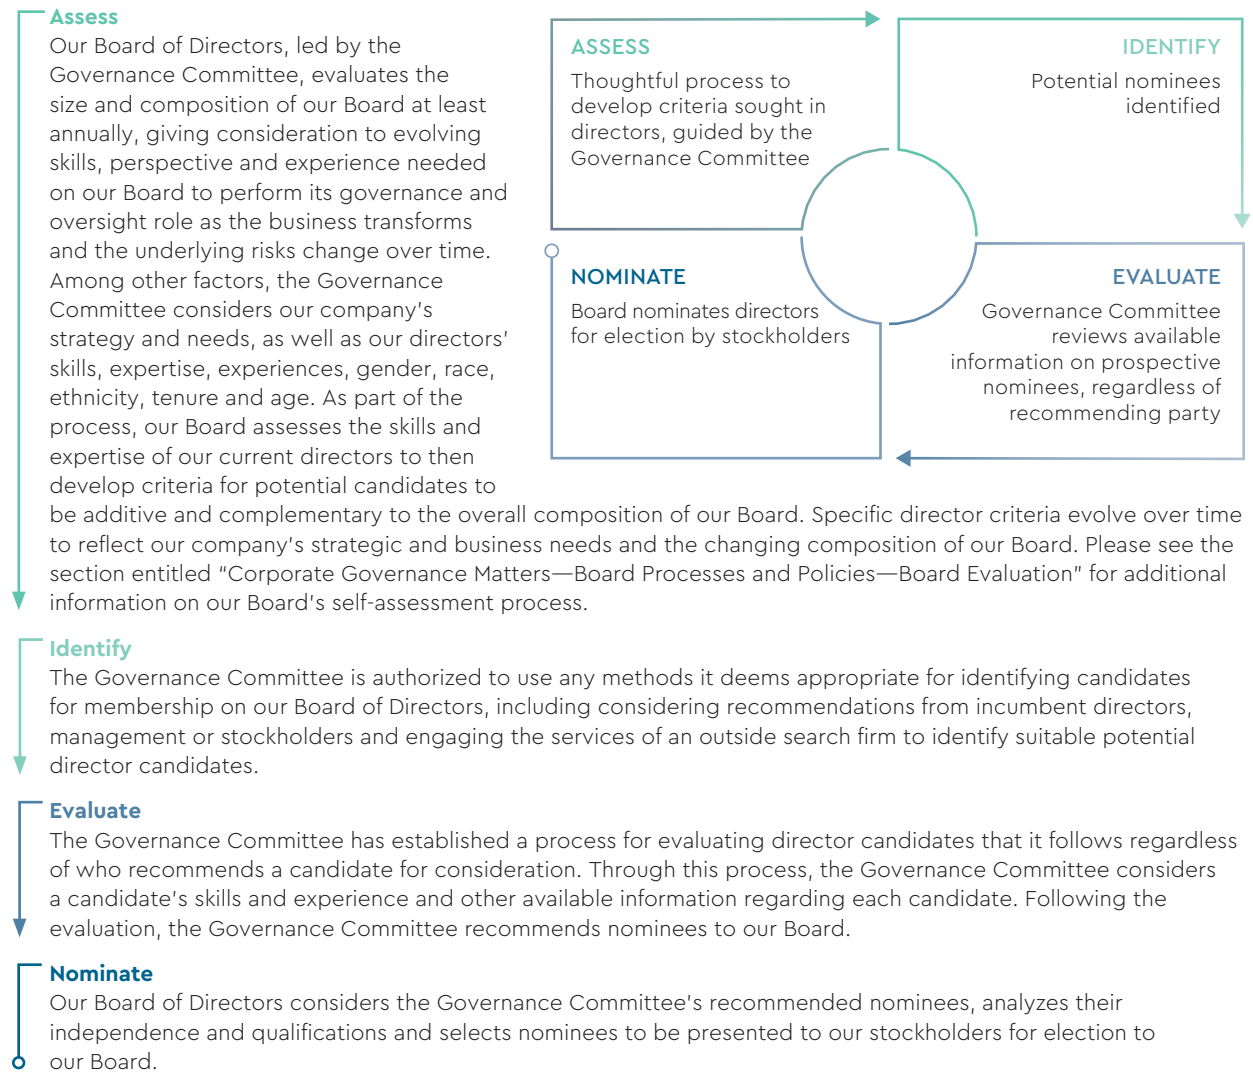 Assess
Our Board of Directors, led by the
Governance Committee, evaluates the
size and composition of our Board at least
annually, giving consideration to evolving
skills, perspective and experience needed
on our Board to perform its governance and
oversight role as the business transforms
and the underlying risks change over time.
Among other factors, the Governance
Committee considers our company’s
strategy and needs, as well as our directors’
skills, expertise, experiences, gender, race,
ethnicity, tenure and age. As part of the
process, our Board assesses the skills and
expertise of our current directors to then
develop criteria for potential candidates to
be additive and complementary to the overall composition of our Board. Specific director criteria evolve over time
to reflect our company’s strategic and business needs and the changing composition of our Board. Please see the
section entitled “Corporate Governance Matters—Board Processes and Policies—Board Evaluation” for additional
information on our Board’s self-assessment process.
ASSESS
Thoughtful process to
develop criteria sought in
directors, guided by the
Governance Committee
IDENTIFY
Potential nominees
identified
NOMINATE
Board nominates directors
for election by stockholders
EVALUATE
Governance Committee
reviews available
information on prospective
nominees, regardless of
recommending party
Identify
The Governance Committee is authorized to use any methods it deems appropriate for identifying candidates
for membership on our Board of Directors, including considering recommendations from incumbent directors,
management or stockholders and engaging the services of an outside search firm to identify suitable potential
director candidates.
Evaluate
The Governance Committee has established a process for evaluating director candidates that it follows regardless
of who recommends a candidate for consideration. Through this process, the Governance Committee considers
a candidate’s skills and experience and other available information regarding each candidate. Following the
evaluation, the Governance Committee recommends nominees to our Board.
Nominate
Our Board of Directors considers the Governance Committee’s recommended nominees, analyzes their
independence and qualifications and selects nominees to be presented to our stockholders for election to
our Board.